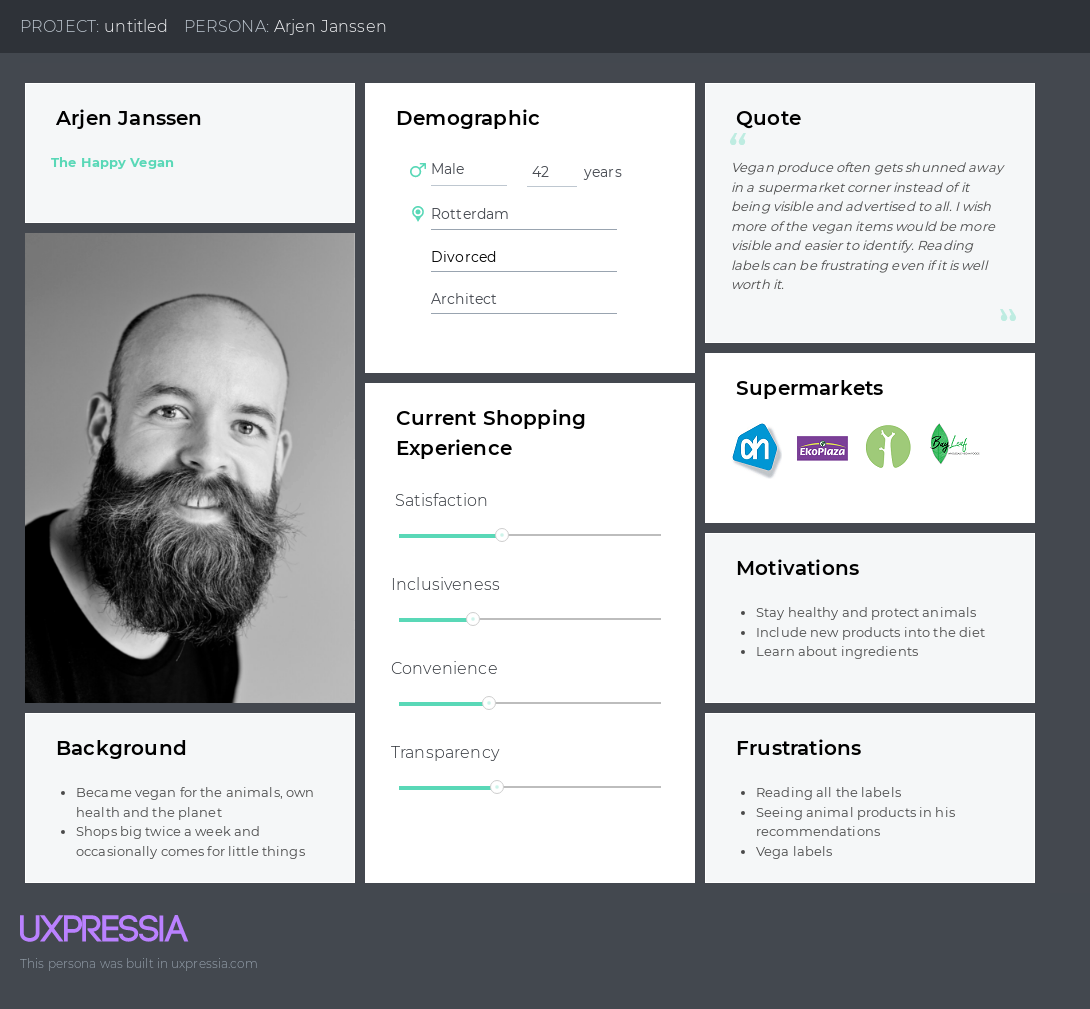 PROJECT: untitled PERSONA: Arjen Janssen
Arjen Janssen
The Happy Vegan
Background
Became vegan for the animals, own
health and the planet
Shops big twice a week and
occasionally comes for little things
Demographic
Male 42 years
Rotterdam
Divorced
Architect
Current Shopping
Experience
Satisfaction
Inclusiveness
Convenience
Transparency
Quote
“
Vegan produce often gets shunned away
in a supermarket corner instead of it
being visible and advertised to all. I wish
more of the vegan items would be more
visible and easier to identify. Reading
labels can be frustrating even if it is well
worth it.
”
Supermarkets
ah
EkoPlaza
Bay Leaf
Motivations
Stay healthy and protect animals
Include new products into the diet
Learn about ingredients
Frustrations
Reading all the labels
Seeing animal products in his
recommendations
Vega labels
UXPRESSIA
This persona was built in uxpressia.com